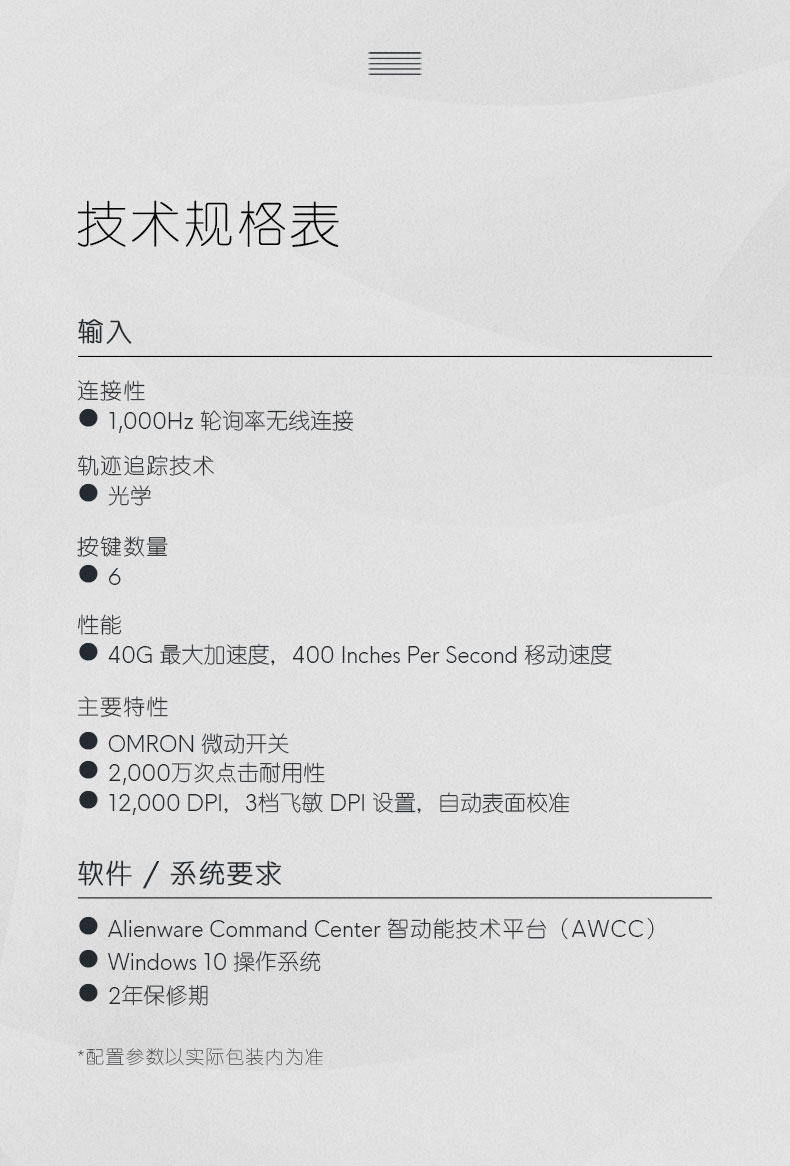 技术规格表
输入
连接性
● 1,000Hz 轮询率无线连接
轨迹追踪技术
● 光学
按键数量
● 6
性能
● 40G 最大加速度，400 Inches Per Second 移动速度
主要特性
● OMRON 微动开关
● 2,000万次点击耐用性
● 12,000 DPI，3档飞敏 DPI 设置，自动表面校准
软件 / 系统要求
● Alienware Command Center 智动能技术平台（AWCC）
● Windows 10 操作系统
● 2年保修期
*配置参数以实际包装内为准